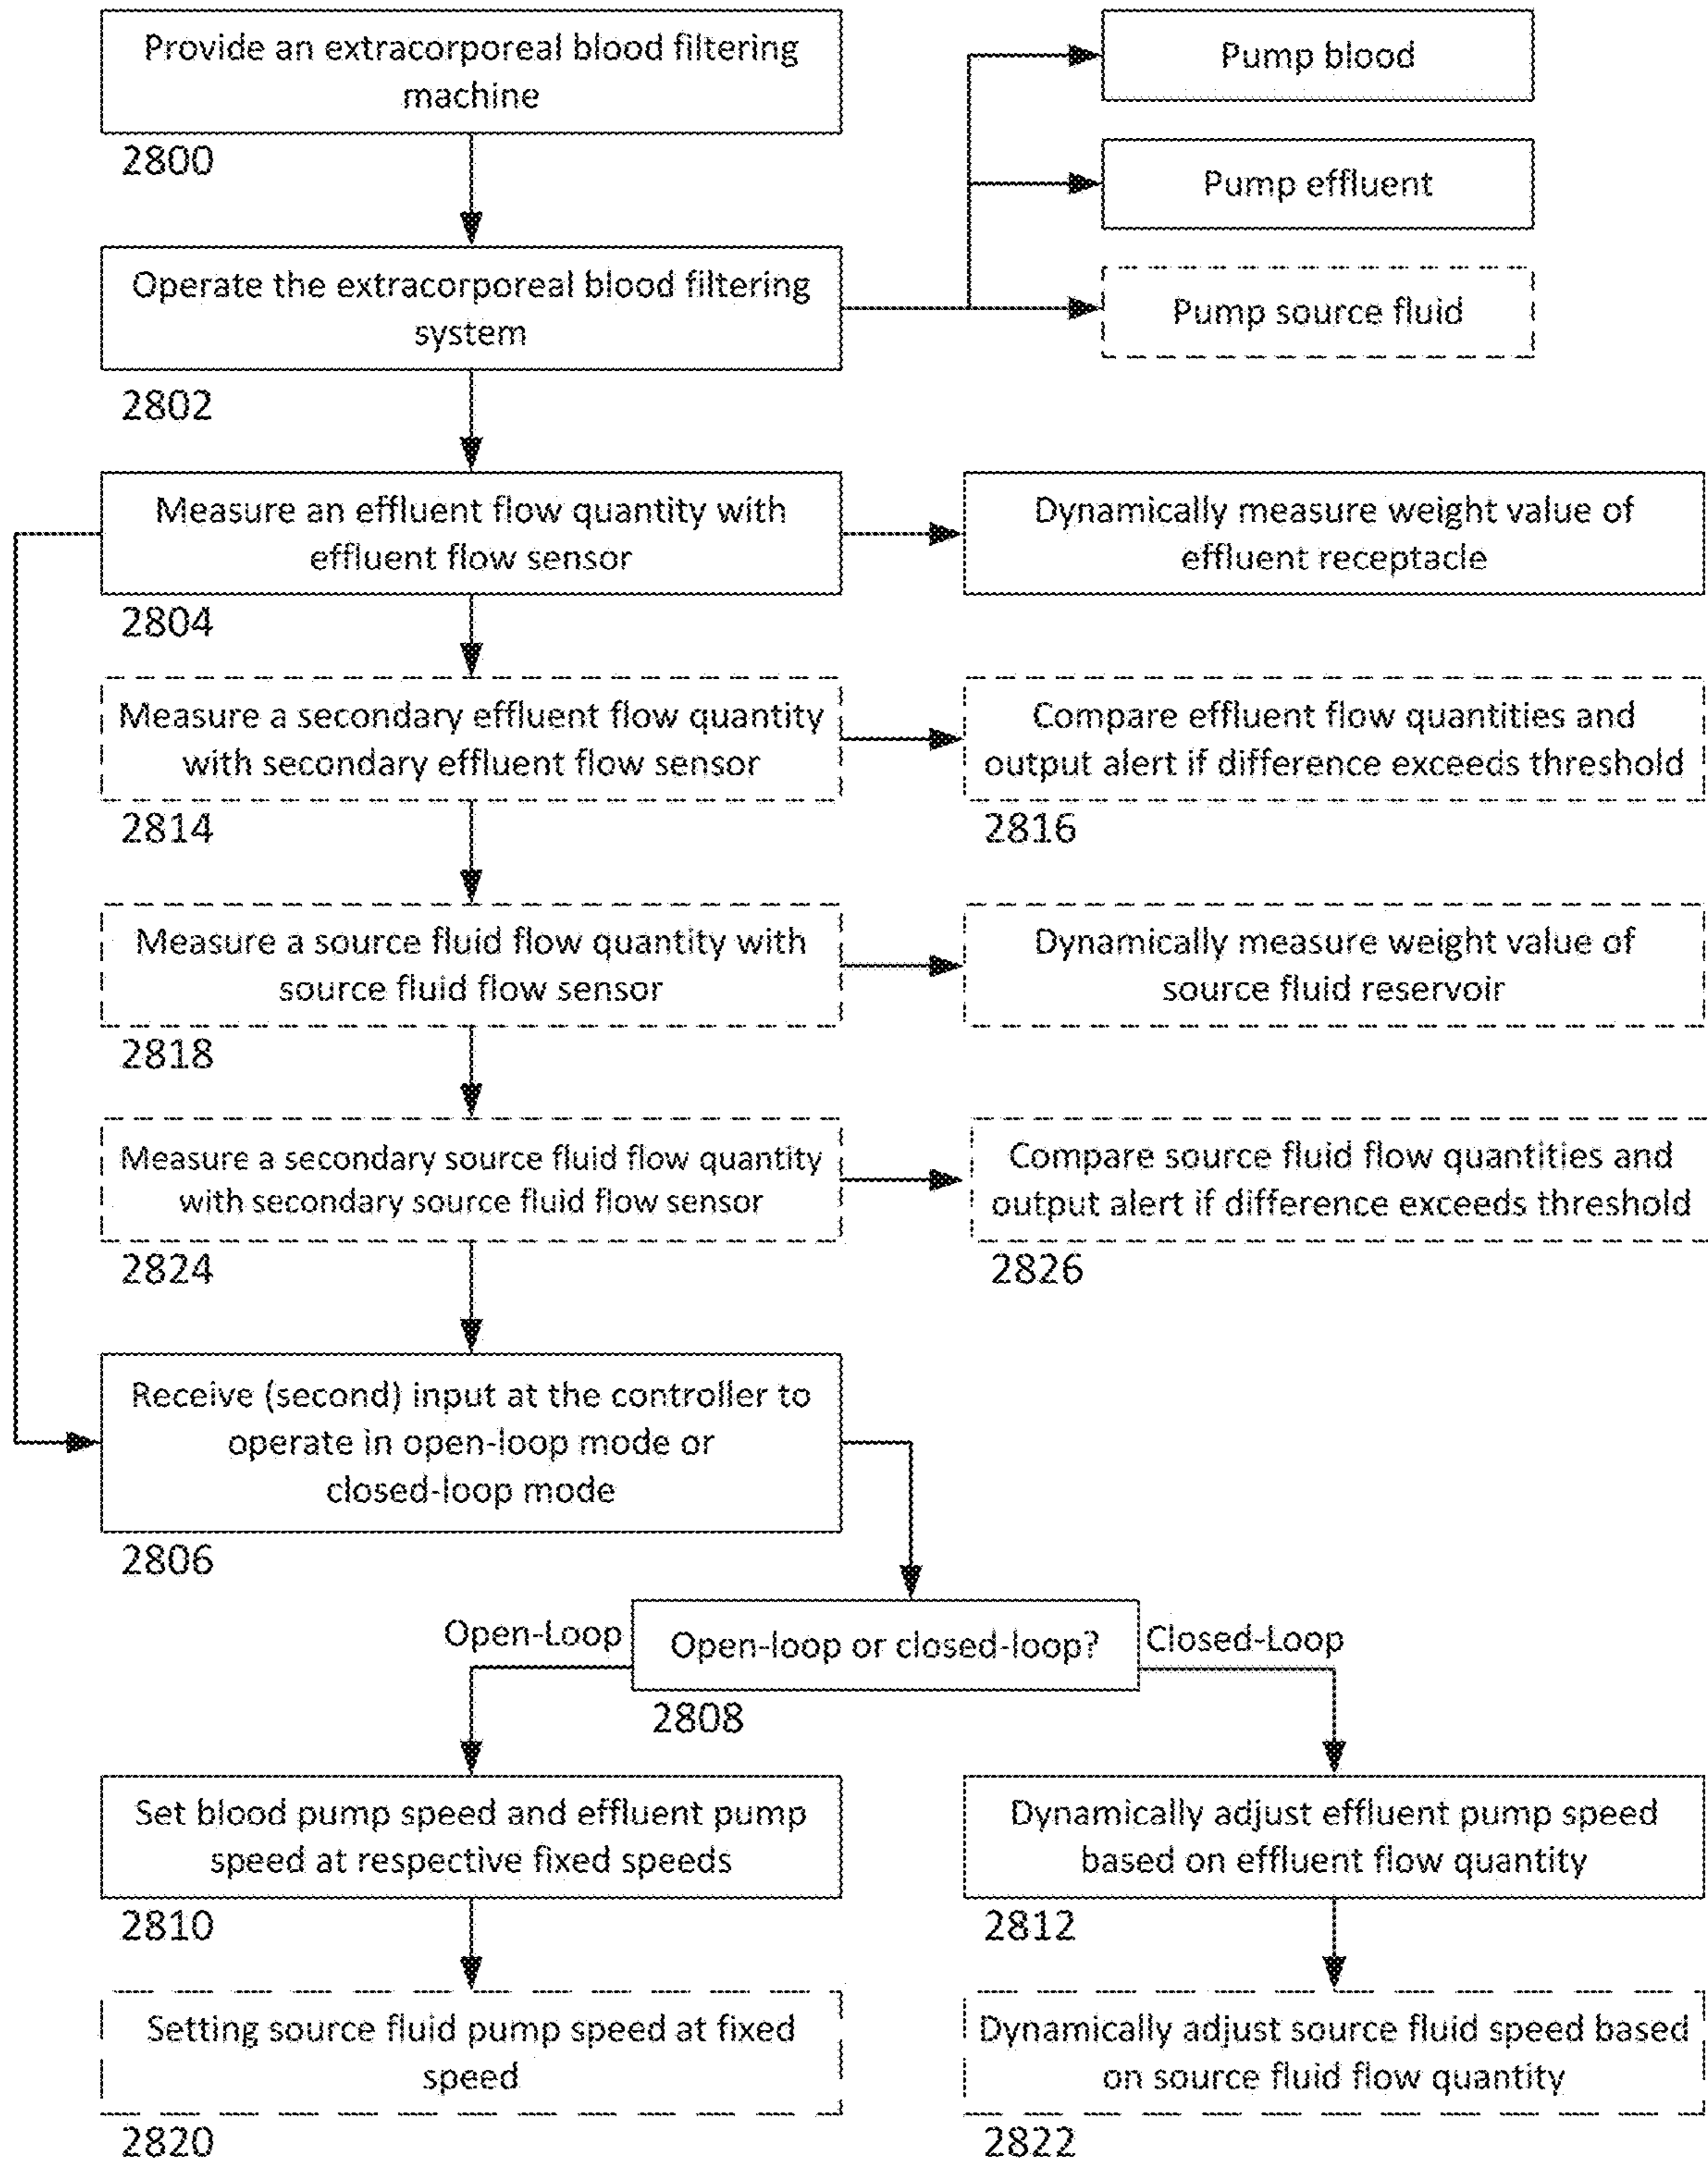 Provide an extracorporeal blood filtering
machine
2800
Pump blood
Pump effluent
Pump source fluid
Operate the extracorporeal blood filtering
system
2802
Measure an effluent flow quantity with
effluent flow sensor
2804
Dynamically measure weight value of
effluent receptacle
Measure a secondary effluent flow quantity
with secondary effluent flow sensor
2814
Compare effluent flow quantities and
output alert if difference exceeds threshold
2816
Measure a source fluid flow quantity with
source fluid flow sensor
2818
Dynamically measure weight value of
source fluid reservoir
Measure a secondary source fluid flow quantity
with secondary source fluid flow sensor
2824
Compare source fluid flow quantities and
output alert if difference exceeds threshold
2826
Receive (second) input at the controller to
operate in open-loop mode or
closed-loop mode
2806
Open-Loop
Open-loop or closed-loop?
Closed-Loop
2808
Set blood pump speed and effluent pump
speed at respective fixed speeds
2810
Dynamically adjust effluent pump speed
based on effluent flow quantity
2812
Setting source fluid pump speed at fixed
speed
2820
Dynamically adjust source fluid speed based
on source fluid flow quantity
2822